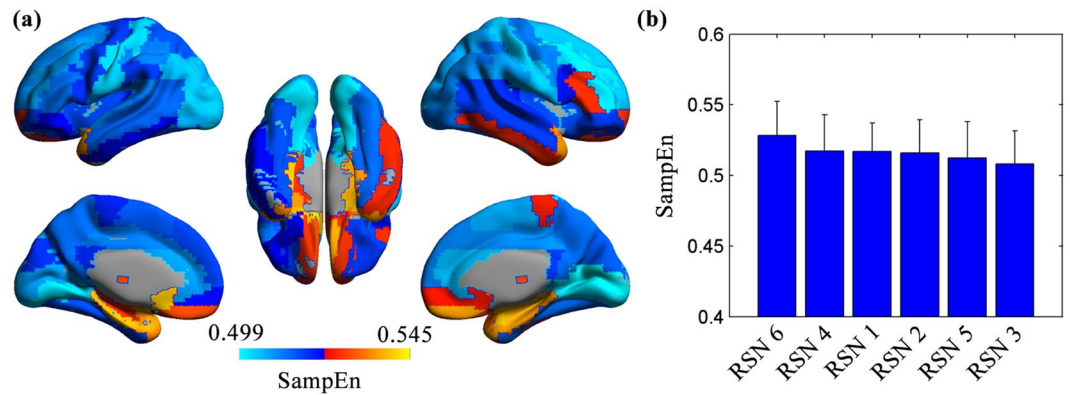 (a)
0.499
0.545
SampEn
(b)
0.6
0.55
0.5
0.45
0.4
SampEn
RSN 6
RSN 4
RSN 1
RSN 2
RSN 5
RSN 3